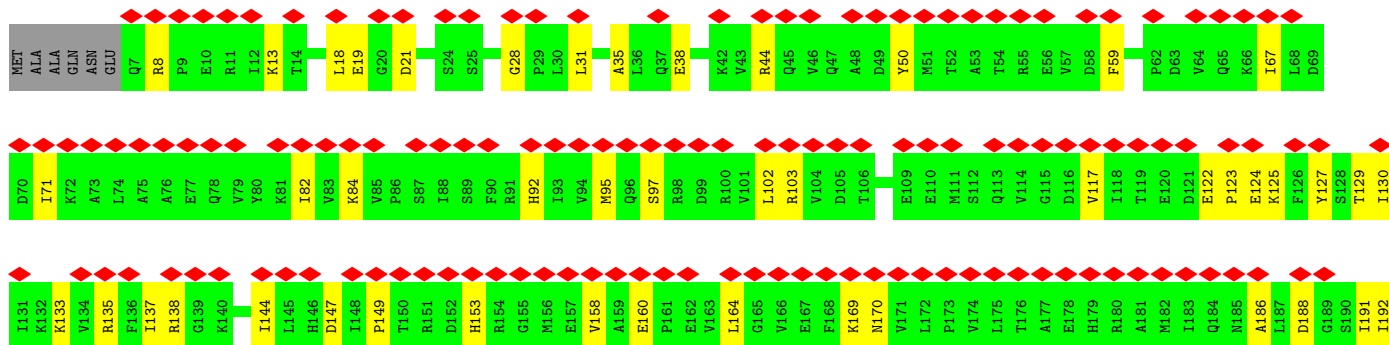 MET ALA ALA GLN ASN GLU Q7 R8 P9 E10 R11 I12 K13 T14 L18 E19 G20 D21 S24 S25 G28 P29 L30 L31 A35 L36 Q37 E38 K42 V43 R44 Q45 V46 Q47 A48 D49 Y50 M51 T52 A53 T54 R55 E56 V57 D58 F59 P62 D63 V64 Q65 K66 I67 L68 D69
D70 I71 K72 A73 L74 A75 A76 E77 Q78 V79 Y80 K81 I82 V83 K84 V85 P86 S87 I88 S89 F90 R91 H92 I93 V94 M95 Q96 S97 R98 D99 R100 V101 L102 R103 V104 D105 T106 E109 E110 M111 S112 Q113 V114 G115 D116 V117 I118 T119 E120 D121 E122 P123 E124 K125 F126 Y127 S128 T129 I130
I131 K132 K133 V134 R135 F136 I137 R138 G139 K140 I144 L145 H146 D147 I148 P149 T150 R151 D152 H153 R154 G155 M156 E157 V158 A159 E160 P161 E162 V163 L164 G165 V166 E167 F168 K169 N170 V171 L172 P173 V174 L175 T176 A177 E178 H179 R180 A181 M182 I183 Q184 N185 A186 L187 D188 G189 S190 I191 I192